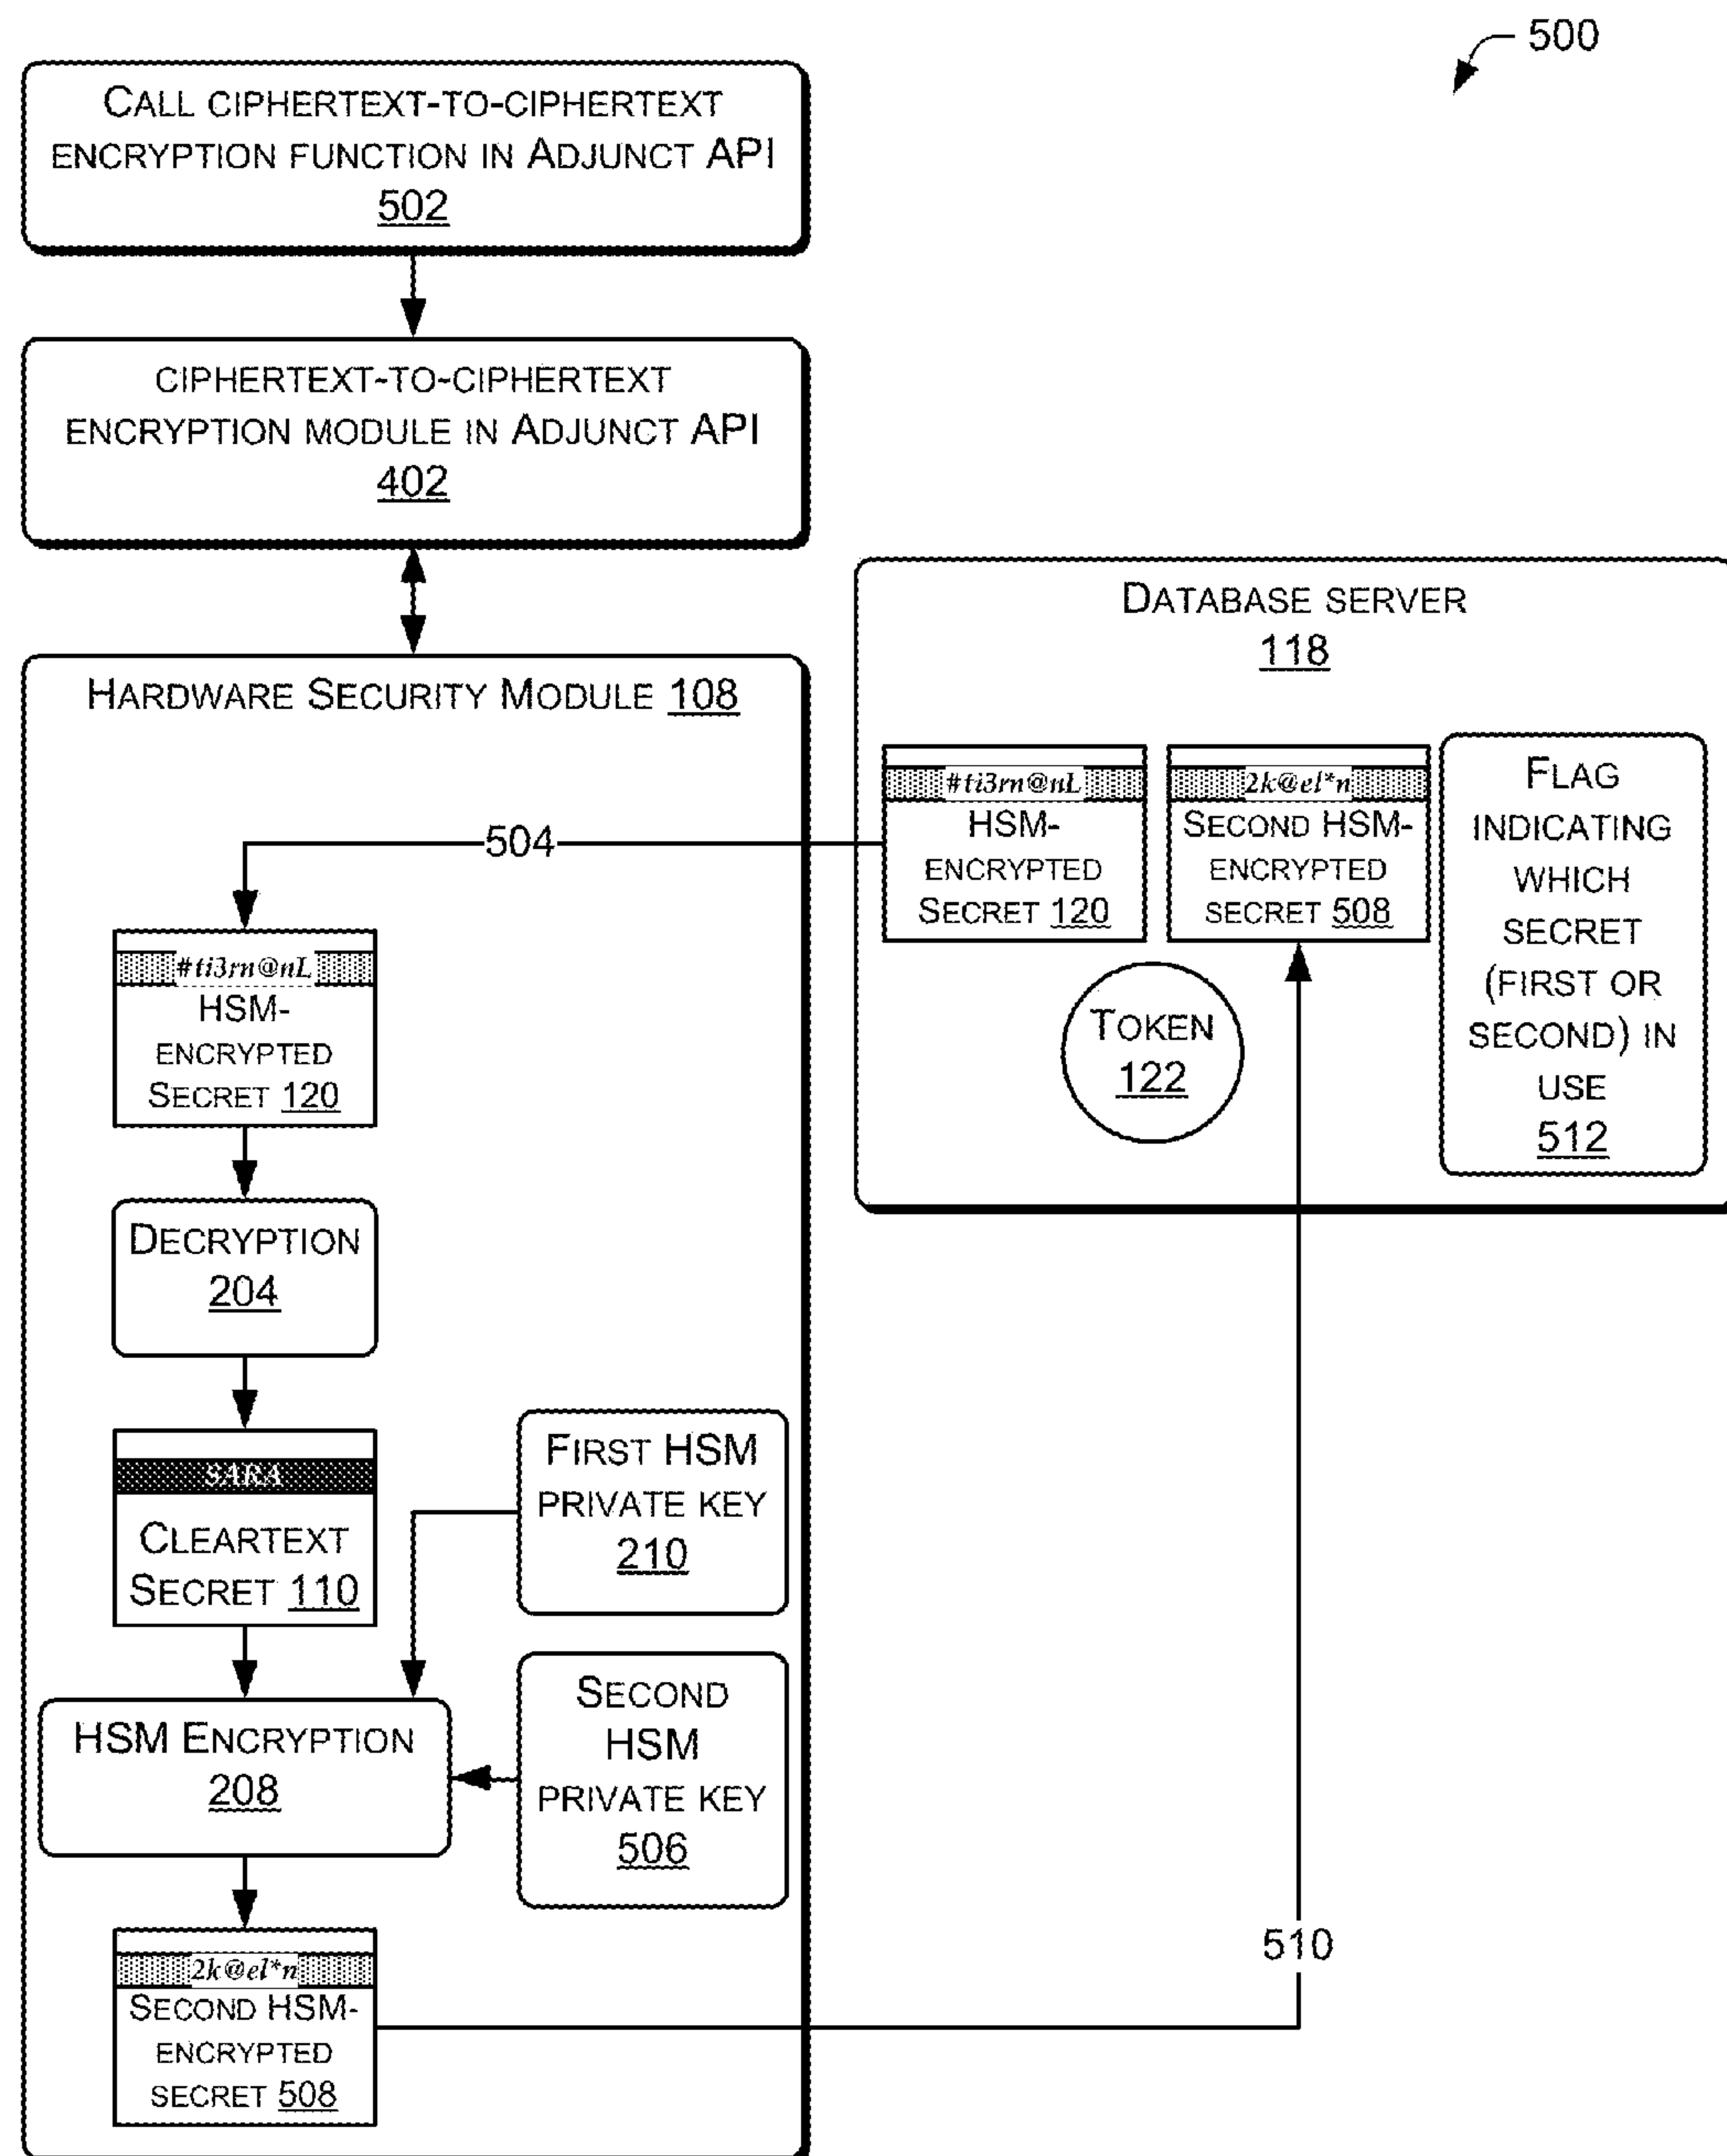 500
CALL CIPHERTEXT-TO-CIPHERTEXT
ENCRYPTION FUNCTION IN ADJUNCT API
502
CIPHERTEXT-TO-CIPHERTEXT
ENCRYPTION MODULE IN ADJUNCT API
402
HARDWARE SECURITY MODULE 108
DATABASE SERVER
118
#ti3rn@nL
HSM-
ENCRYPTED
SECRET 120
2k@el*n
SECOND HSM-
ENCRYPTED
SECRET 508
FLAG
INDICATING
WHICH
SECRET
(FIRST OR
SECOND) IN
USE
512
TOKEN
122
504
#ti3rn@nL
HSM-
ENCRYPTED
SECRET 120
DECRYPTION
204
SARA
CLEARTEXT
SECRET 110
FIRST HSM
PRIVATE KEY
210
SECOND
HSM
PRIVATE KEY
506
HSM ENCRYPTION
208
2k@el*n
SECOND HSM-
ENCRYPTED
SECRET 508
510